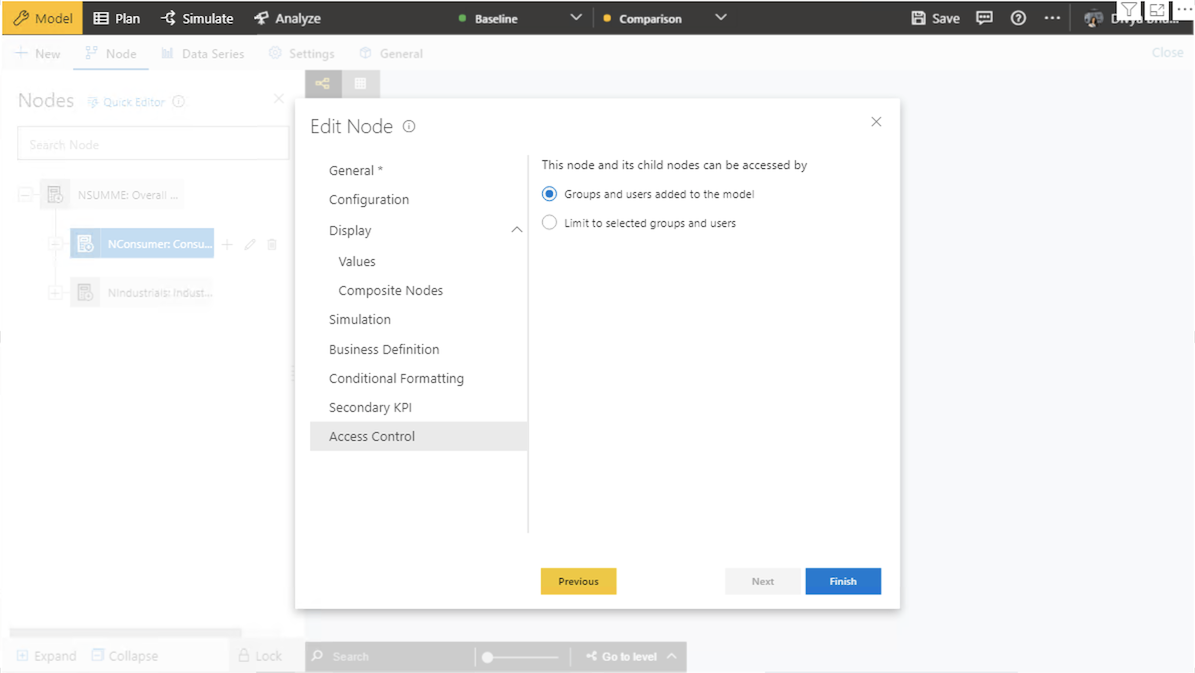 Model Plan Simulate Analyze Baseline Comparison Save
New Node Data Series Settings General Close
Nodes Quick Editor
Search Node
NSUMME: Overall ...
NConsumer: Consu...
NIndustrials: Indust...
Edit Node
General *
Configuration
Display
Values
Composite Nodes
Simulation
Business Definition
Conditional Formatting
Secondary KPI
Access Control
This node and its child nodes can be accessed by
Groups and users added to the model
Limit to selected groups and users
Previous Next Finish
Expand Collapse Lock Search Go to level